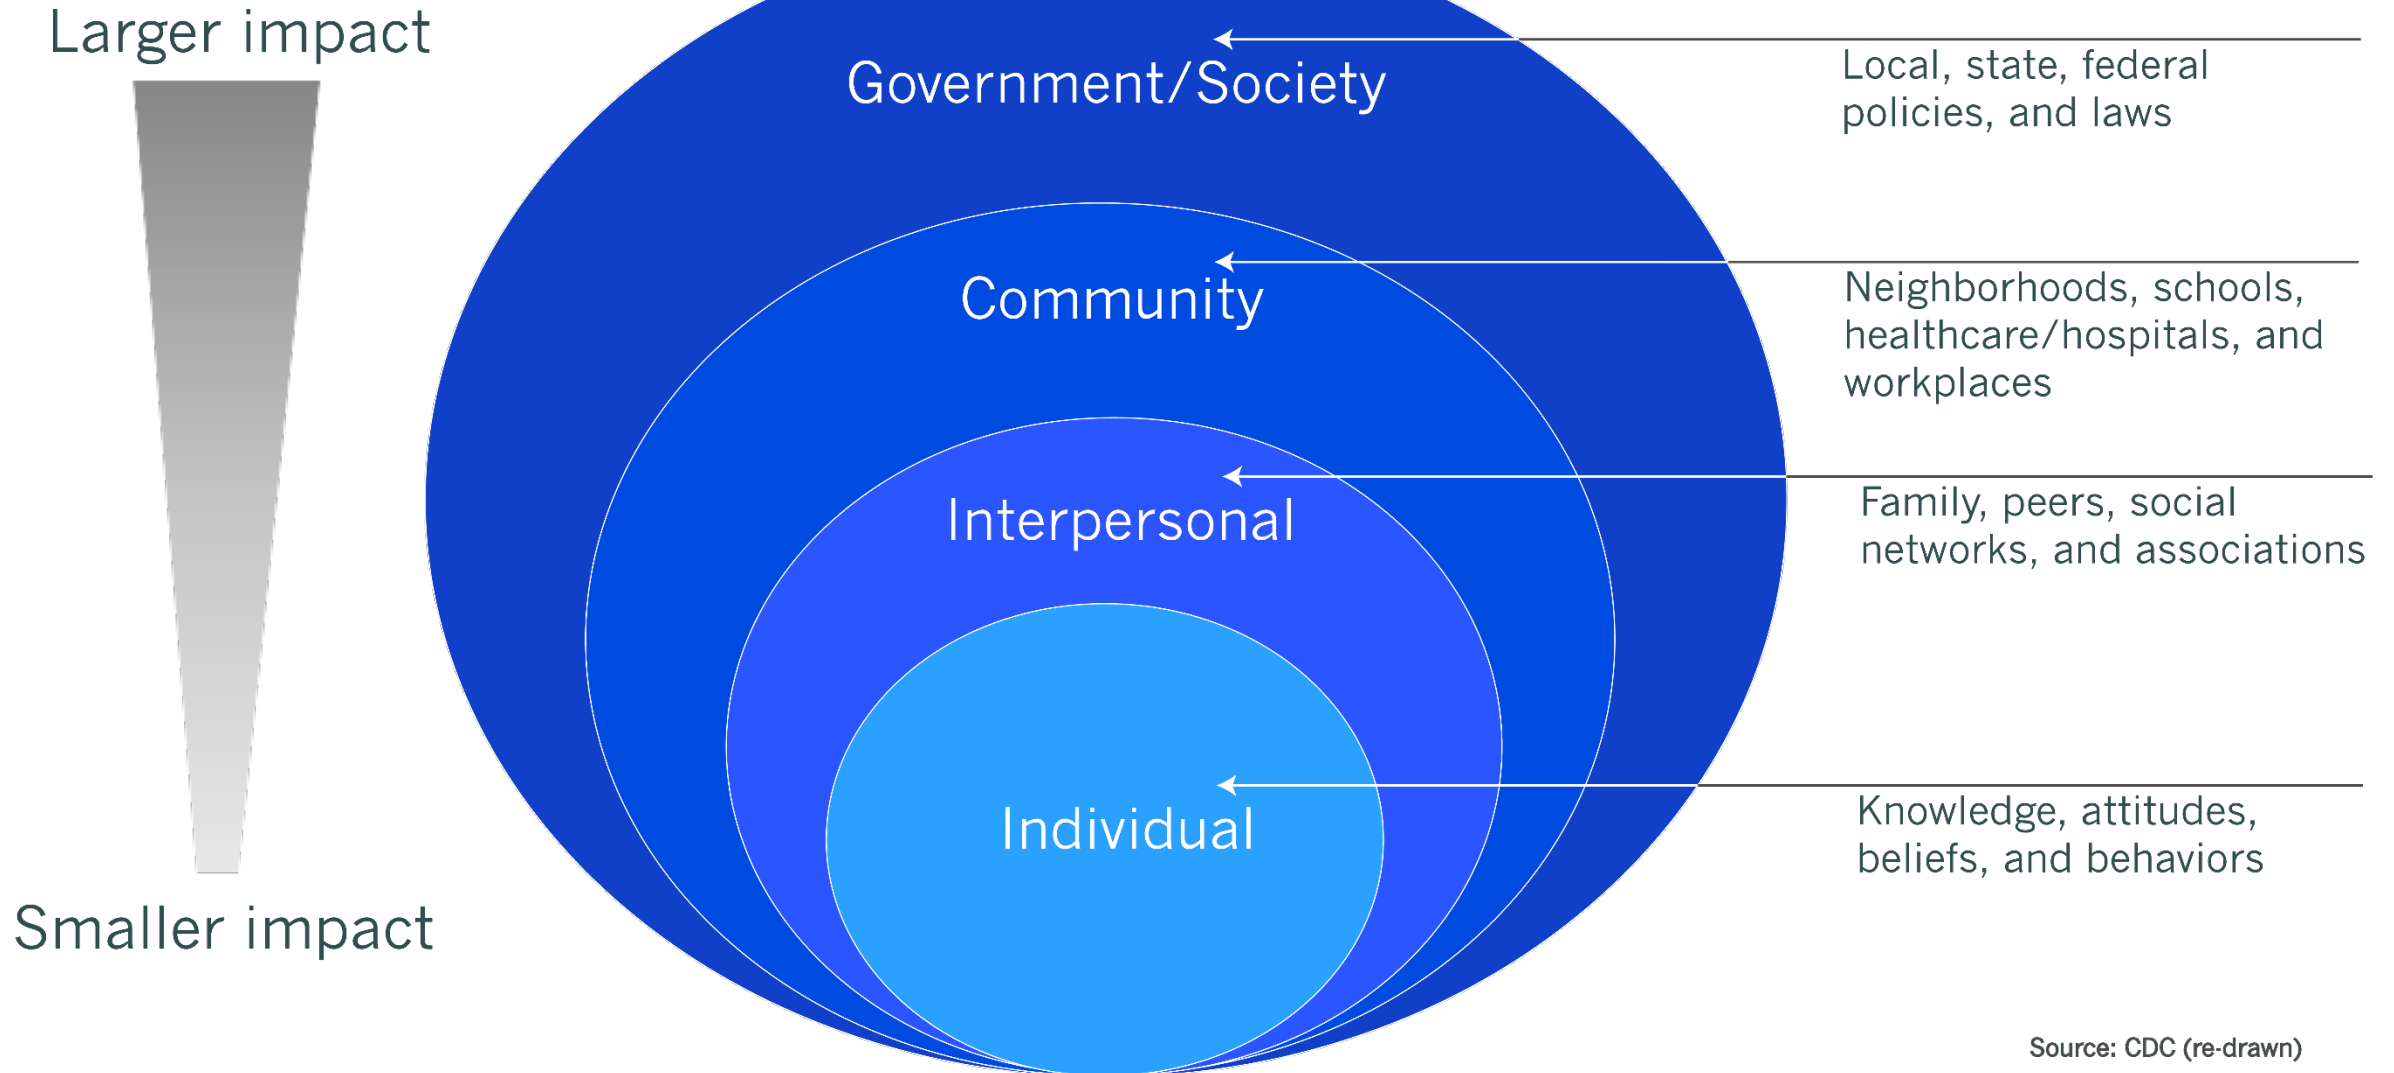 Larger impact
Government/Society
Local, state, federal
policies, and laws
Community
Neighborhoods, schools,
healthcare/hospitals, and
workplaces
Interpersonal
Family, peers, social
networks, and associations
Individual
Knowledge, attitudes,
beliefs, and behaviors
Smaller impact
Source: CDC (re-drawn)